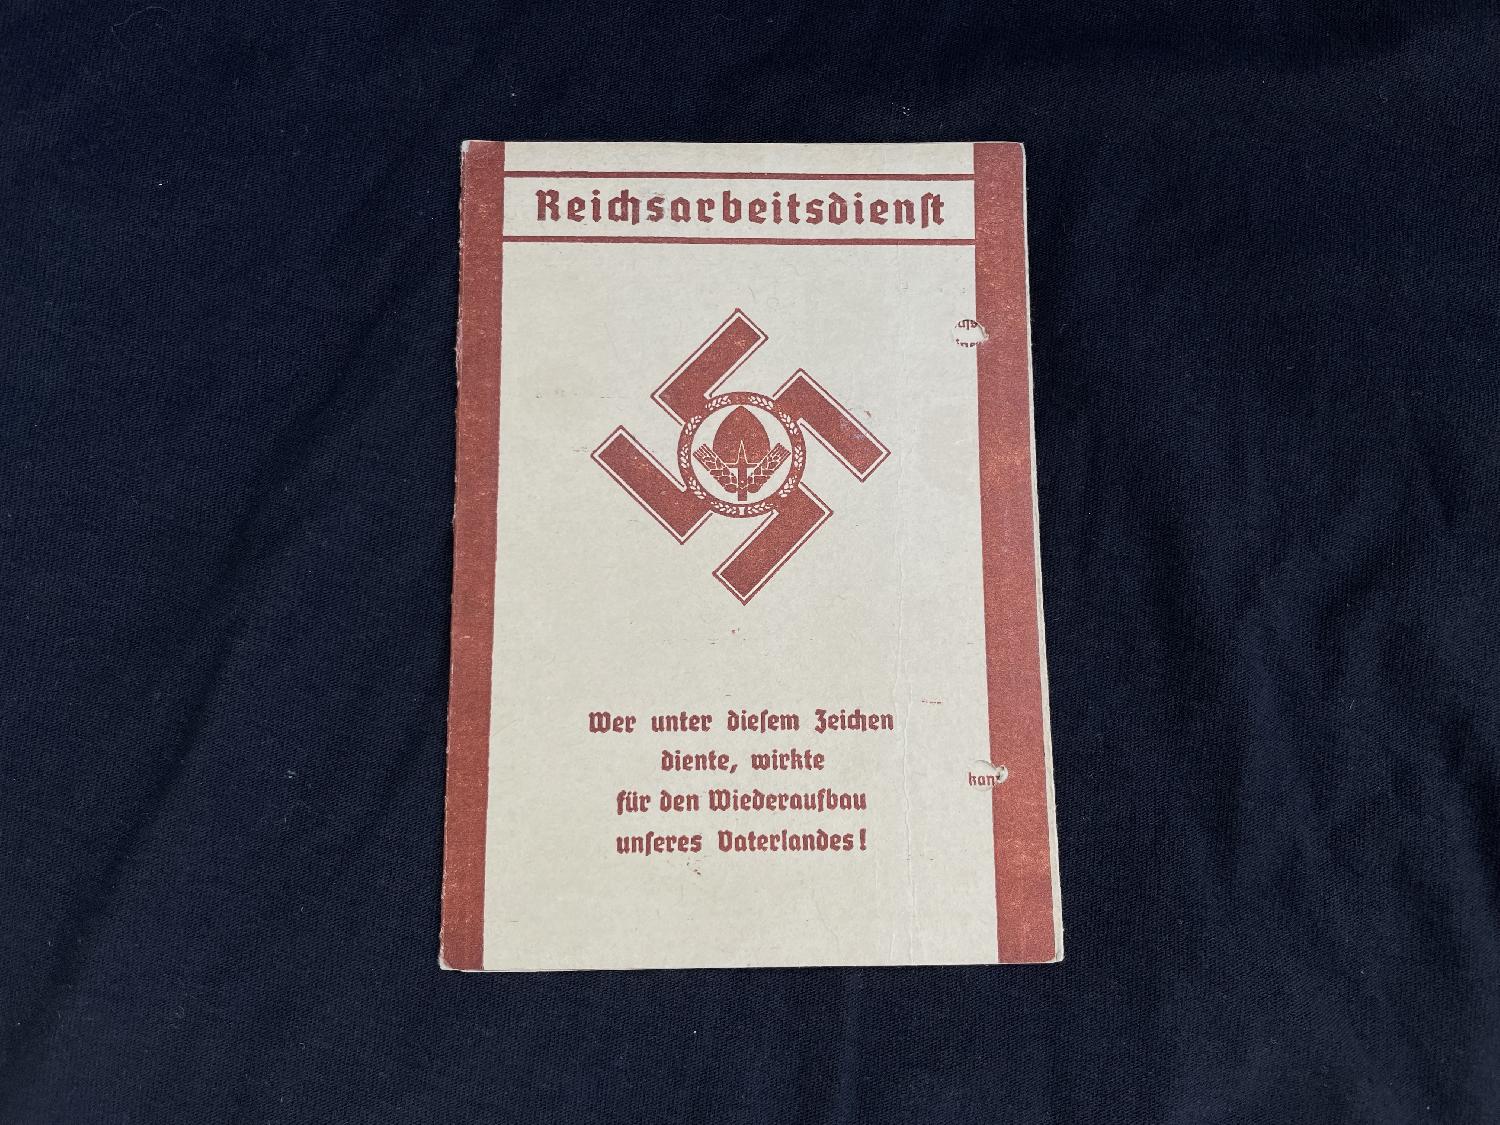 Reichsarbeitsdienst
Wer unter diesem Zeichen
diente, wirkte
für den Wiederaufbau
unseres Vaterlandes!